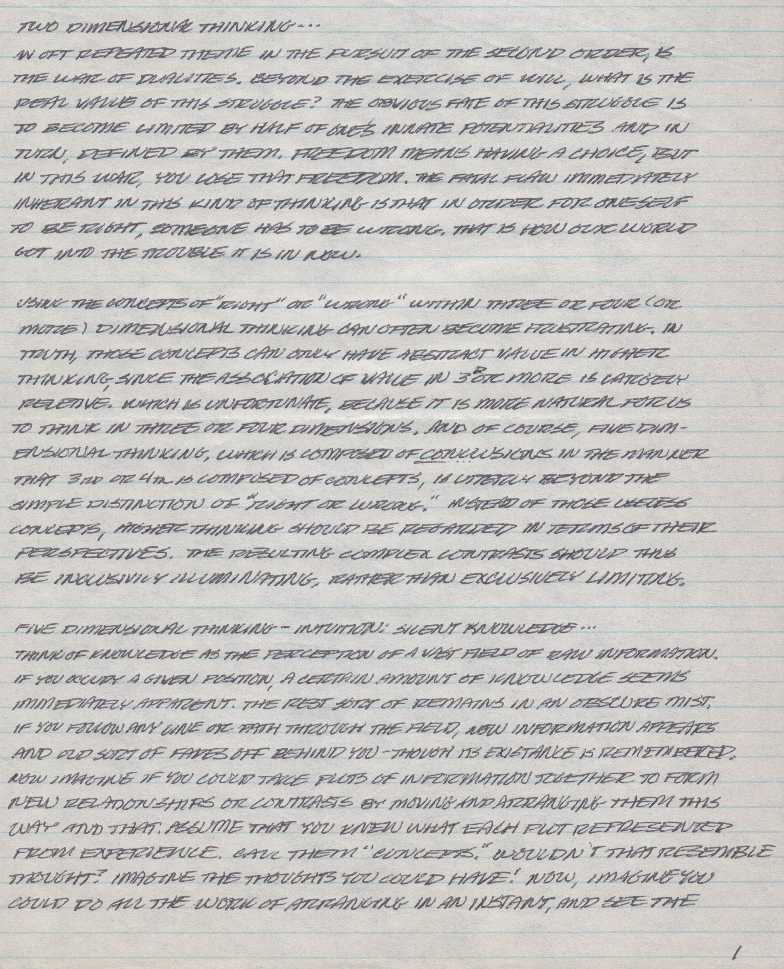 TWO DIMENSIONAL THINKING...
AN OFT REPEATED THEME IN THE PURSUIT OF THE SECOND ORDER, IS
THE WAR OF DUALITIES. BEYOND THE EXERCISE OF WILL, WHAT IS THE
REAL VALUE OF THIS STRUGGLE? THE OBVIOUS FATE OF THIS STRUGGLE IS
TO BECOME LIMITED BY HALF OF ONE'S INNATE POTENTIALITIES AND IN
TURN, DEFINED BY THEM. FREEDOM MEANS HAVING A CHOICE, BUT
IN THIS WAR, YOU LOSE THAT FREEDOM. THE FATAL FLAW IMMEDIATELY
INHERANT IN THIS KIND OF THINKING IS THAT IN ORDER FOR ONESELF
TO BE RIGHT, SOMEONE HAS TO BE WRONG. THAT IS HOW OUR WORLD
GOT INTO THE TROUBLE IT IS IN NOW.
USING THE CONCEPTS OF "RIGHT" OR "WRONG" WITHIN THREE OR FOUR (OR
MORE) DIMENSIONAL THINKING CAN OFTEN BECOME FRUSTRATING. IN
TRUTH, THOSE CONCEPTS CAN ONLY HAVE ABSTRACT VALUE IN HIGHER
THINKING, SINCE THE ASSOCIATION OF VALUE IN 3D OR MORE IS LARGELY
RELETIVE. WHICH IS UNFORTUNATE, BECAUSE IT IS MORE NATURAL FOR US
TO THINK IN THREE OR FOUR DIMENSIONS. AND OF COURSE, FIVE DIM-
ENSIONAL THINKING, WHICH IS COMPOSED OF CONCLUSIONS IN THE MANNER
THAT 3RD OR 4TH IS COMPOSED OF CONCEPTS, IS UTTERLY BEYOND THE
SIMPLE DISTINCTION OF "RIGHT OR WRONG." INSTEAD OF THOSE USELESS
CONCEPTS, HIGHER THINKING SHOULD BE REGARDED IN TERMS OF THEIR
PERSPECTIVES. THE RESULTING COMPLEX CONTRASTS SHOULD THUS
BE INCLUSIVILY ILLUMINATING, RATHER THAN EXCLUSIVELY LIMITING.
FIVE DIMENSIONAL THINKING - INTUITION: SILENT KNOWLEDGE...
THINK OF KNOWLEDGE AS THE PERCEPTION OF A VAST FIELD OF RAW INFORMATION.
IF YOU OCCUPY A GIVEN POSITION, A CERTAIN AMOUNT OF KNOWLEDGE SEEMS
IMMEDIATELY APPARENT. THE REST SORT OF REMAINS IN AN OBSCURE MIST.
IF YOU FOLLOW ANY LINE OR PATH THROUGH THE FIELD, NEW INFORMATION APPEARS
AND OLD SORT OF FADES OFF BEHIND YOU - THOUGH ITS EXISTANCE IS REMEMBERED.
NOW IMAGINE IF YOU COULD TAKE PLOTS OF INFORMATION TOGETHER TO FORM
NEW RELATIONSHIPS OR CONTRASTS BY MOVING AND ARRANGING THEM THIS
WAY AND THAT. ASSUME THAT YOU KNEW WHAT EACH PLOT REPRESENTED
FROM EXPERIENCE. CALL THEM "CONCEPTS." WOULDN'T THAT RESEMBLE
THOUGHT? IMAGINE THE THOUGHTS YOU COULD HAVE! NOW, IMAGINE YOU
COULD DO ALL THE WORK OF ARRANGING IN AN INSTANT, AND SEE THE
1